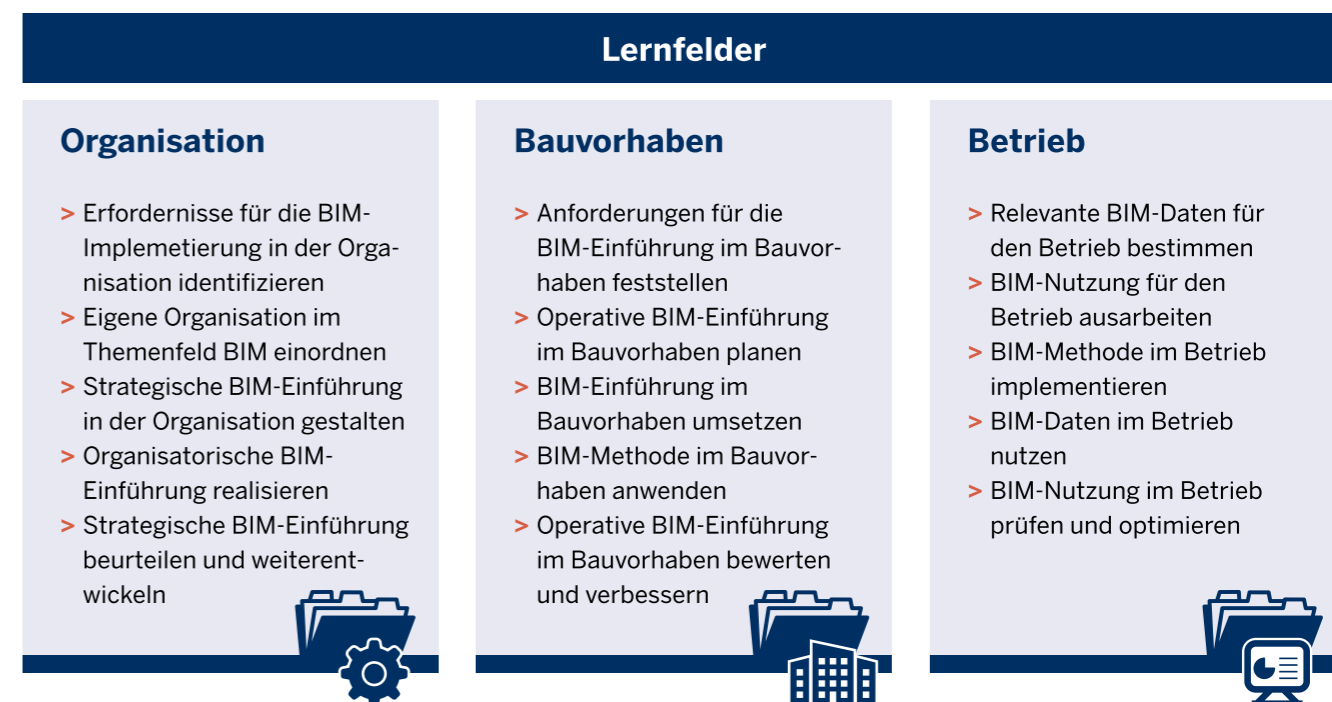 Lernfelder
Organisation
> Erfordernisse für die BIM-
Implemetierung in der Orga-
nisation identifizieren
> Eigene Organisation im
Themenfeld BIM einordnen
> Strategische BIM-Einführung
in der Organisation gestalten
> Organisatorische BIM-
Einführung realisieren
> Strategische BIM-Einführung
beurteilen und weiterent-
wickeln
Bauvorhaben
> Anforderungen für die
BIM-Einführung im Bauvor-
haben feststellen
> Operative BIM-Einführung
im Bauvorhaben planen
> BIM-Einführung im
Bauvorhaben umsetzen
> BIM-Methode im Bauvor-
haben anwenden
> Operative BIM-Einführung
im Bauvorhaben bewerten
und verbessern
Betrieb
> Relevante BIM-Daten für
den Betrieb bestimmen
> BIM-Nutzung für den
Betrieb ausarbeiten
> BIM-Methode im Betrieb
implementieren
> BIM-Daten im Betrieb
nutzen
> BIM-Nutzung im Betrieb
prüfen und optimieren